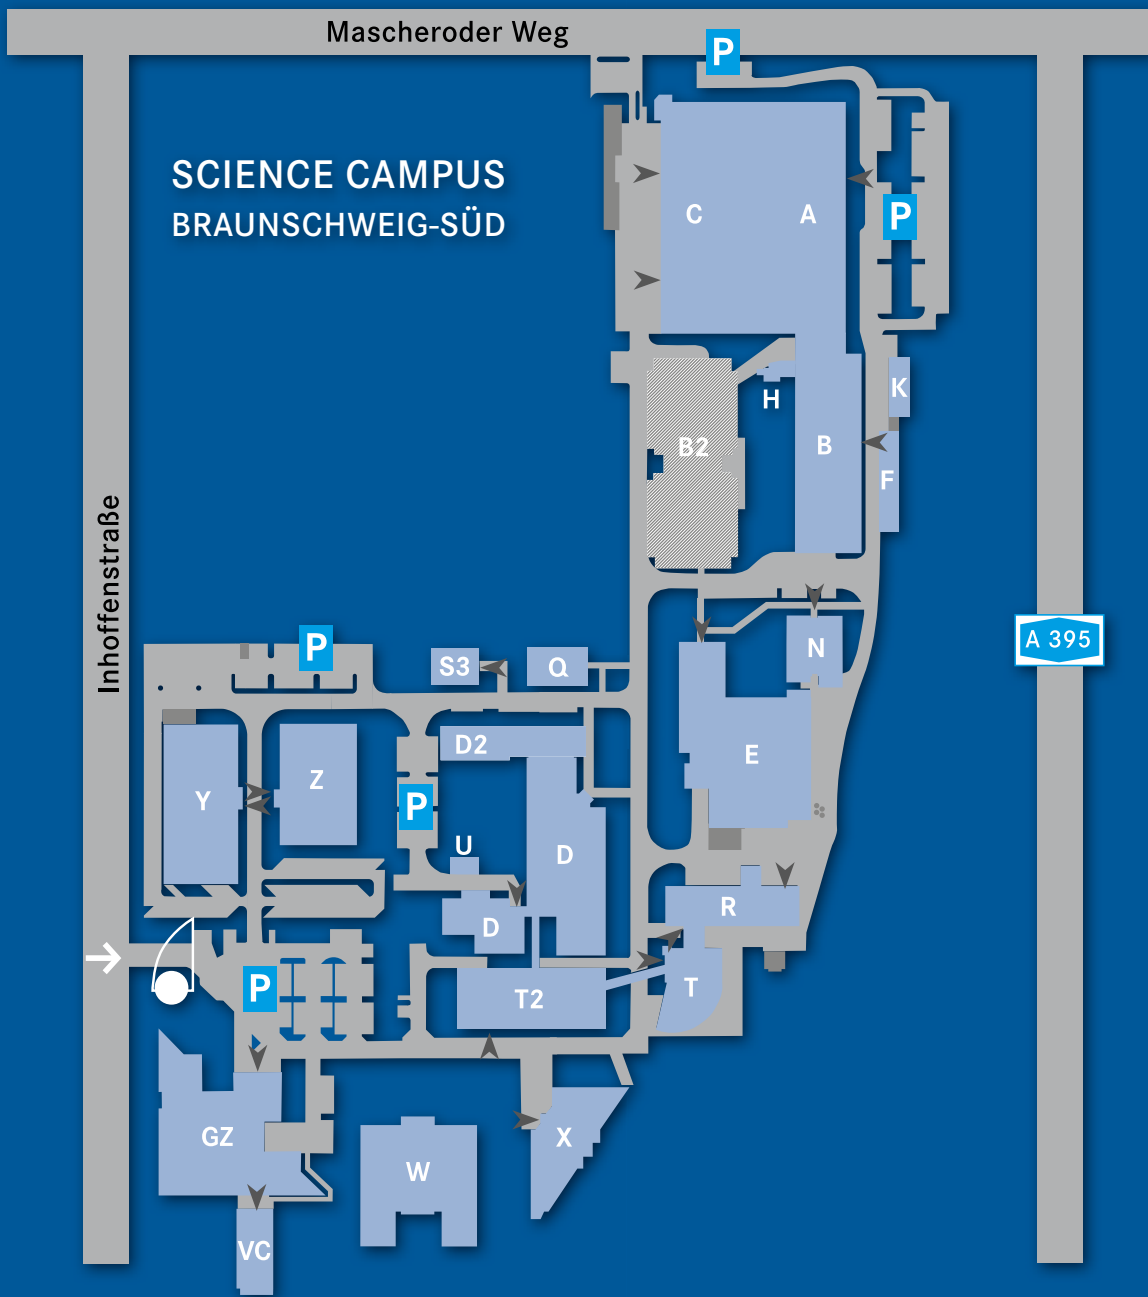 Mascheroder Weg
P
SCIENCE CAMPUS
BRAUNSCHWEIG-SÜD
C
A
P
K
H
B2
B
F
Inhoffenstraße
A 395
P
S3
Q
N
D2
E
Z
Y
P
U
D
R
D
P
T2
T
GZ
X
W
VC